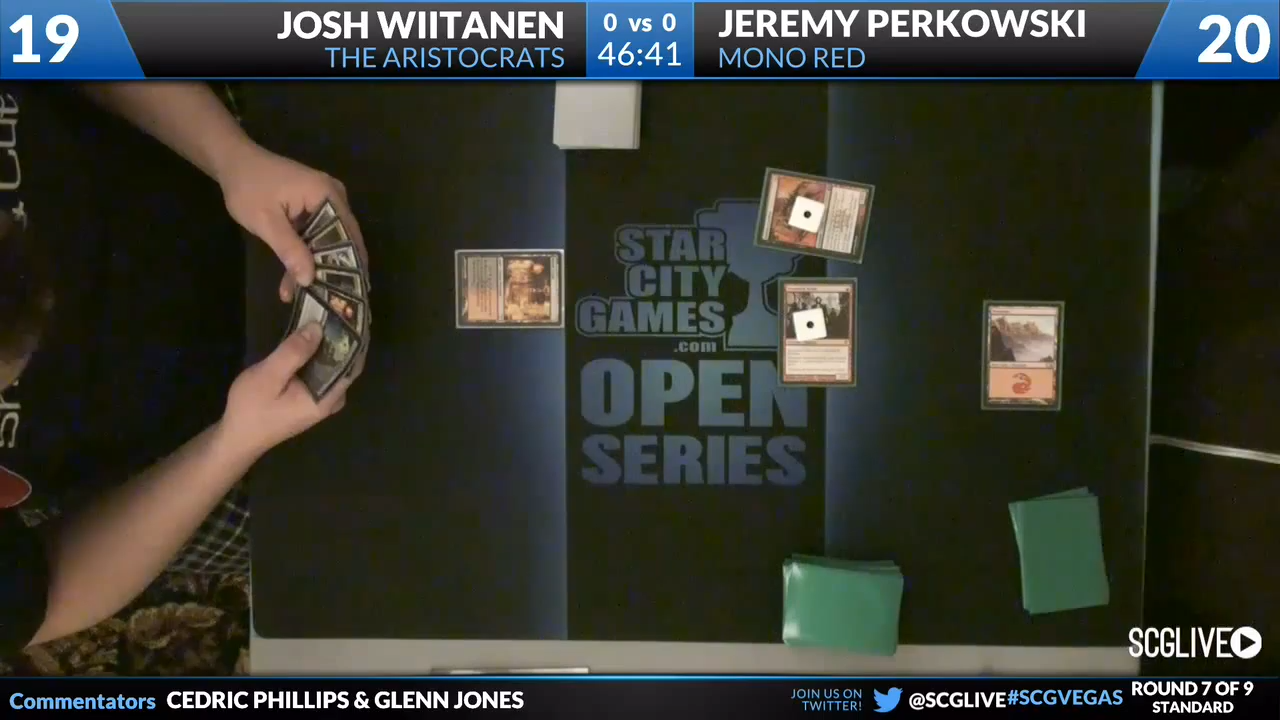 19
JOSH WIITANEN
THE ARISTOCRATS
0 vs 0
46:41
JEREMY PERKOWSKI
MONO RED
20
STAR
CITY
GAMES
.com
OPEN
SERIES
SCGLIVE
Commentators CEDRIC PHILLIPS & GLENN JONES
JOIN US ON
TWITTER!
@SCGLIVE #SCGVEGAS
ROUND 7 OF 9
STANDARD